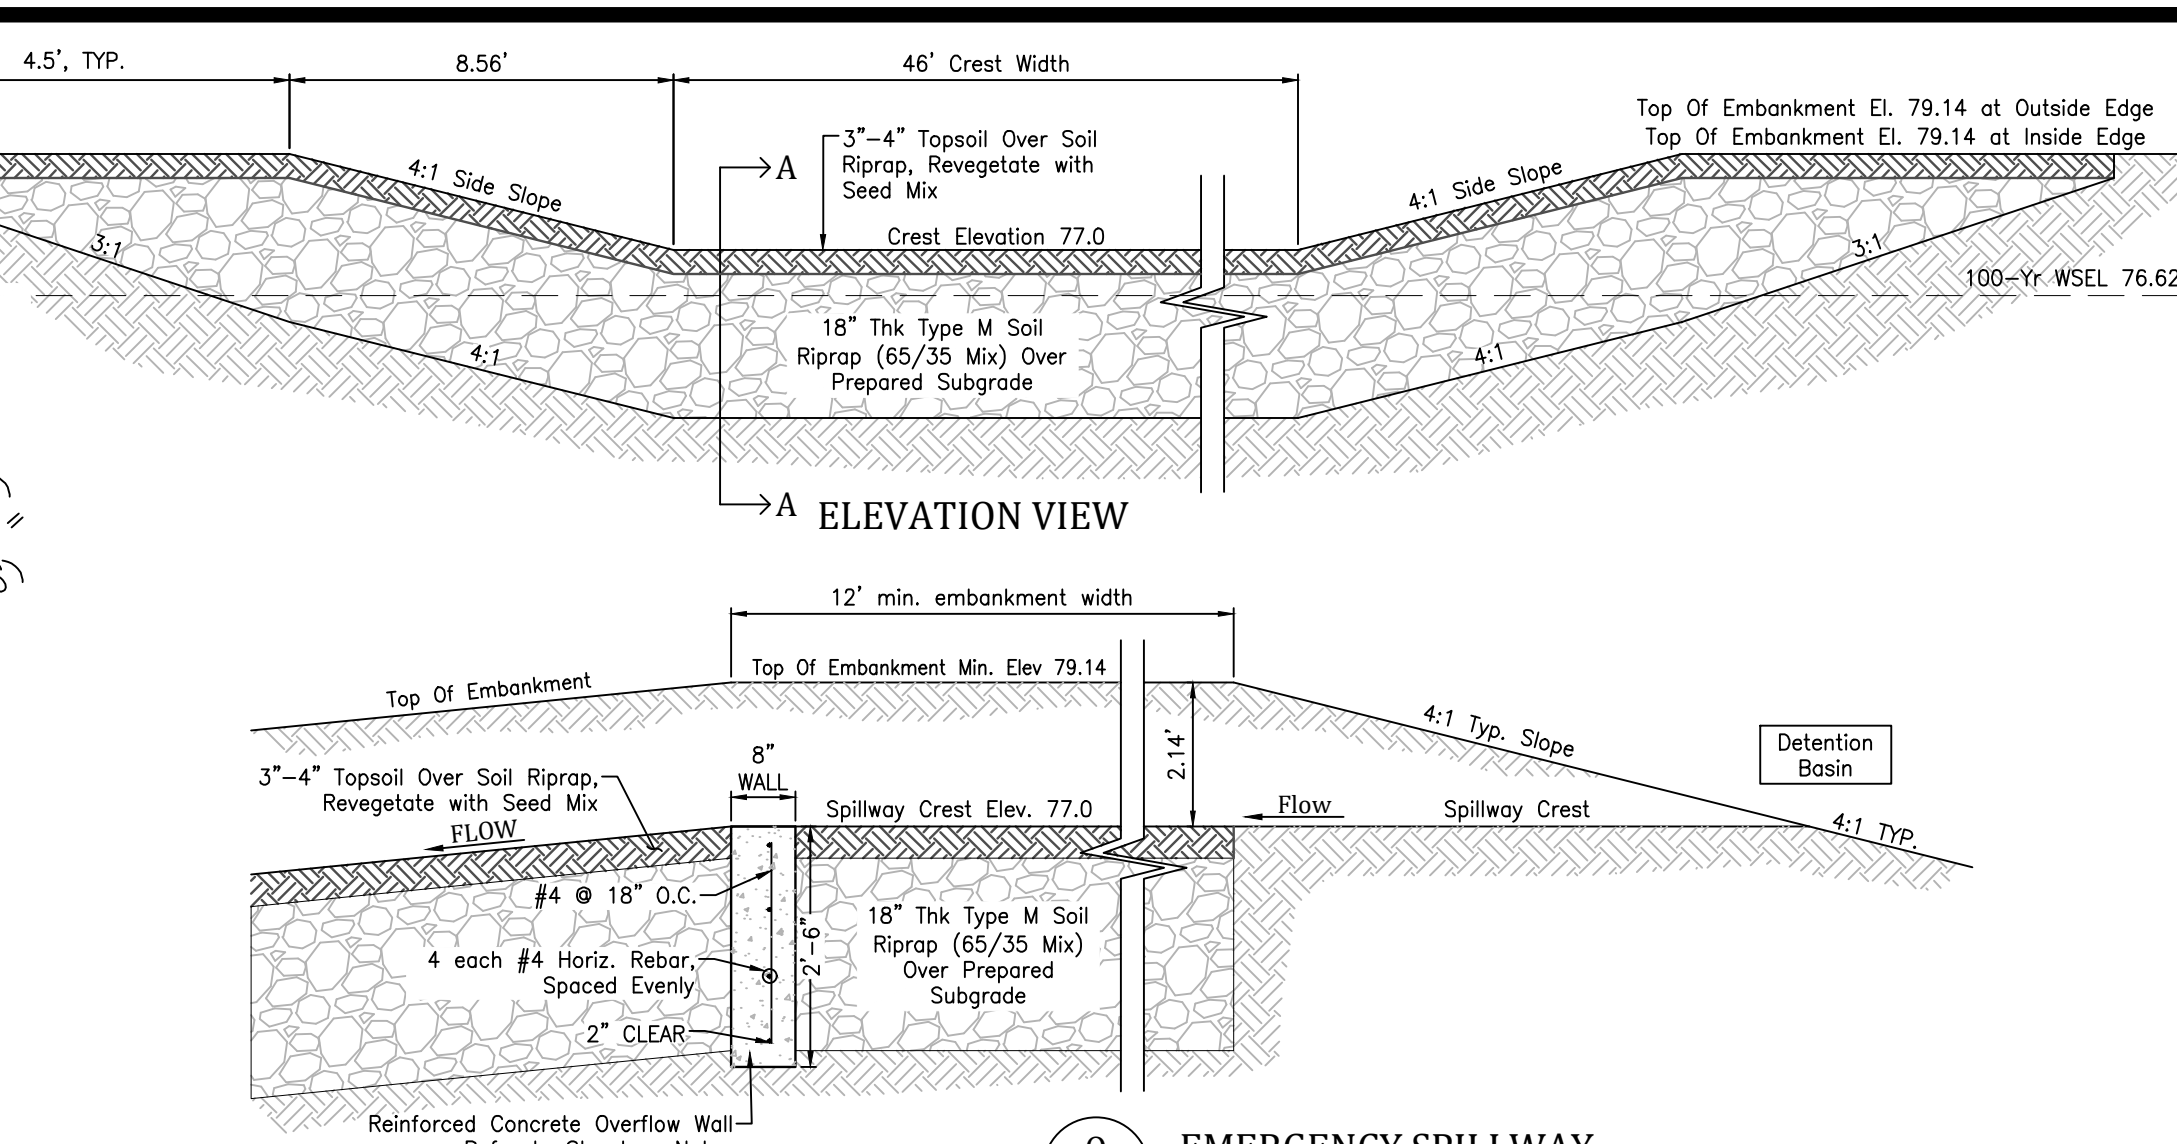 4.5', TYP.
8.56'
46' Crest Width
Top Of Embankment El. 79.14 at Outside Edge
Top Of Embankment El. 79.14 at Inside Edge
3"-4" Topsoil Over Soil
Riprap, Revegetate with
Seed Mix
A
4:1 Side Slope
4:1 Side Slope
Crest Elevation 77.0
3:1
3:1
100-Yr WSEL 76.62
18" Thk Type M Soil
Riprap (65/35 Mix) Over
Prepared Subgrade
4:1
4:1
A
ELEVATION VIEW
12' min. embankment width
Top Of Embankment Min. Elev 79.14
Top Of Embankment
4:1 Typ. Slope
2.14'
Detention
Basin
8"
WALL
3"-4" Topsoil Over Soil Riprap,
Revegetate with Seed Mix
Spillway Crest Elev. 77.0
Flow
Spillway Crest
FLOW
4:1 TYP.
#4 @ 18" O.C.
2'-6"
18" Thk Type M Soil
Riprap (65/35 Mix)
Over Prepared
Subgrade
4 each #4 Horiz. Rebar,
Spaced Evenly
2" CLEAR
Reinforced Concrete Overflow Wall
EMERGENCY SPILLWAY